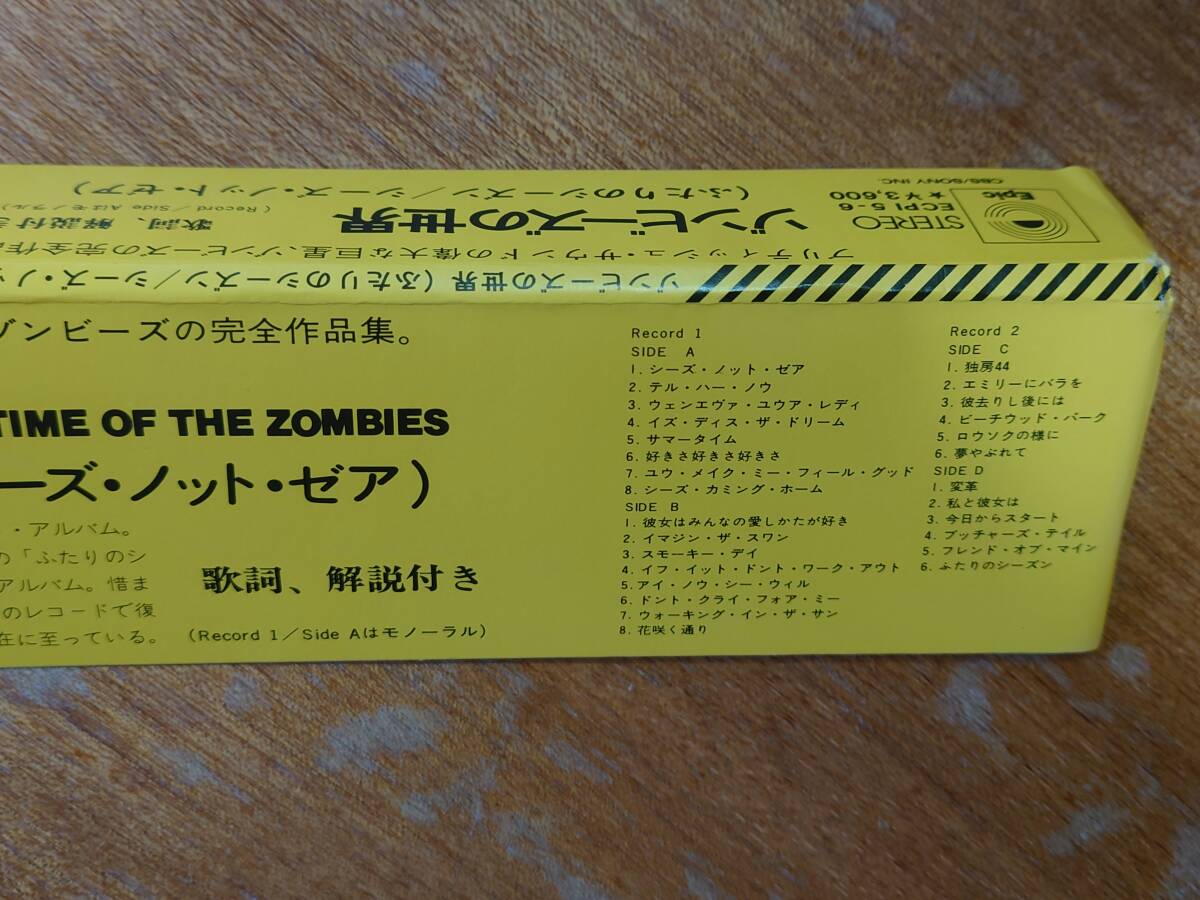 CBS/SONY INC.
Epic
STEREO
ECPL 5-6
¥3,600
ゾンビーズの世界
(ふたりのシーズン/シーズ・ノット・ゼア)
歌詞、解説付き
(Record/Side Aはモノラル)
ブリティッシュ・サウンドの偉大な巨星、ゾンビーズの完全作品
ゾンビーズの世界(ふたりのシーズン/シーズ・ノッ
ゾンビーズの完全作品集。
TIME OF THE ZOMBIES
ーズ・ノット・ゼア)
・アルバム。
の「ふたりのシ
アルバム。惜ま
のレコードで復
在に至っている。
歌詞、解説付き
(Record 1/Side Aはモノーラル)
Record 1
SIDE A
1. シーズ・ノット・ゼア
2. テル・ハー・ノウ
3. ウェンエヴァ・ユウア・レディ
4. イズ・ディス・ザ・ドリーム
5. サマータイム
6. 好きさ好きさ好きさ
7. ユウ・メイク・ミー・フィール・グッド
8. シーズ・カミング・ホーム
SIDE B
1. 彼女はみんなの愛しかたが好き
2. イマジン・ザ・スワン
3. スモーキー・デイ
4. イフ・イット・ドント・ワーク・アウト
5. アイ・ノウ・シー・ウィル
6. ドント・クライ・フォア・ミー
7. ウォーキング・イン・ザ・サン
8. 花咲く通り
Record 2
SIDE C
1. 独房44
2. エミリーにバラを
3. 彼去りし後には
4. ビーチウッド・パーク
5. ロウソクの様に
6. 夢やぶれて
SIDE D
1. 変革
2. 私と彼女は
3. 今日からスタート
4. ブッチャーズ・テイル
5. フレンド・オブ・マイン
6. ふたりのシーズン